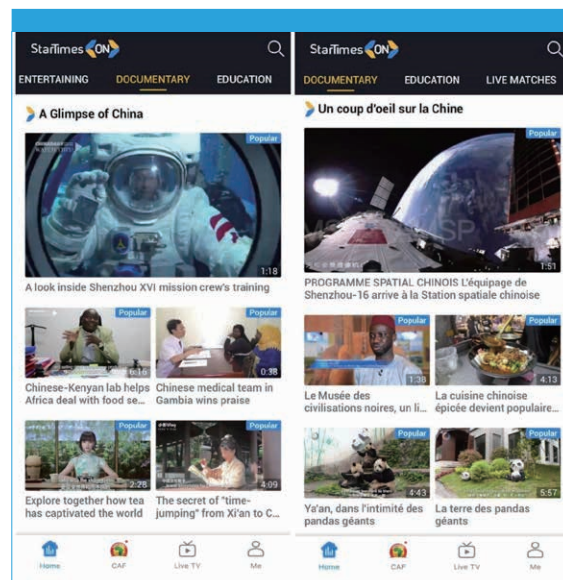 StarTimes ON
ENTERTAINING DOCUMENTARY EDUCATION
A Glimpse of China
Popular
1:18
A look inside Shenzhou XVI mission crew's training
Popular
6:16
Chinese-Kenyan lab helps
Africa deal with food se...
Popular
0:38
Chinese medical team in
Gambia wins praise
Popular
2:28
Explore together how tea
has captivated the world
Popular
4:09
The secret of "time-
jumping" from Xi'an to C...
Home CAF Live TV Me
StarTimes ON
DOCUMENTARY EDUCATION LIVE MATCHES
Un coup d'oeil sur la Chine
Popular
1:51
PROGRAMME SPATIAL CHINOIS L'équipage de
Shenzhou-16 arrive à la Station spatiale chinoise
Popular
1:38
Le Musée des
civilisations noires, un li...
Popular
4:13
La cuisine chinoise
épicée devient populaire...
Popular
4:43
Ya'an, dans l'intimité des
pandas géants
Popular
5:57
La terre des pandas
géants
Home CAF Live TV Me